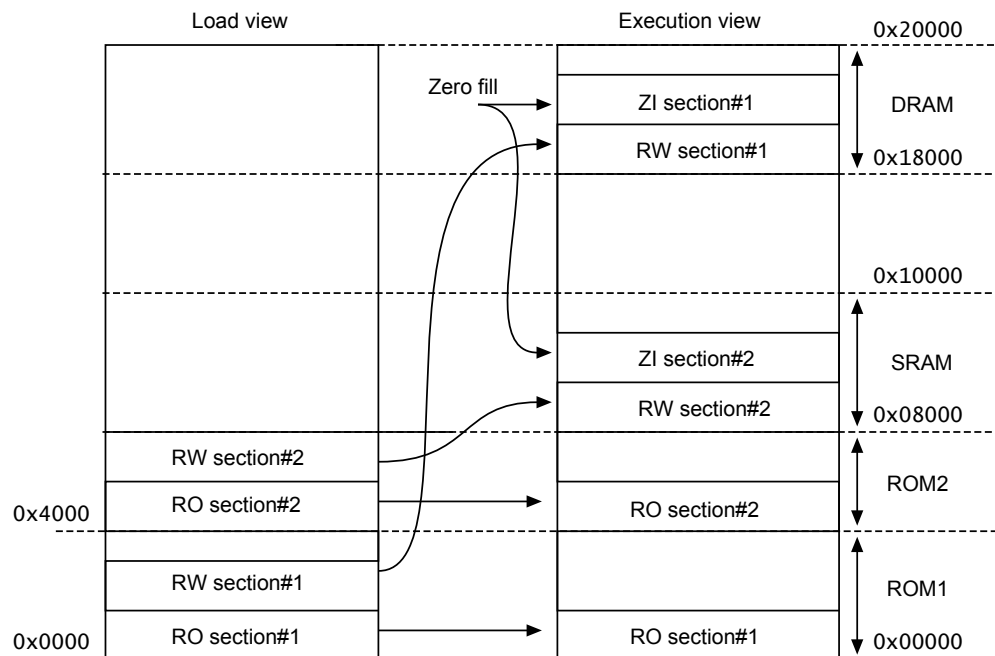 Load view
Execution view
0x20000
Zero fill
ZI section#1
DRAM
RW section#1
0x18000
0x10000
ZI section#2
SRAM
RW section#2
0x08000
RW section#2
ROM2
RO section#2
RO section#2
0x4000
RW section#1
ROM1
0x0000
RO section#1
RO section#1
0x00000